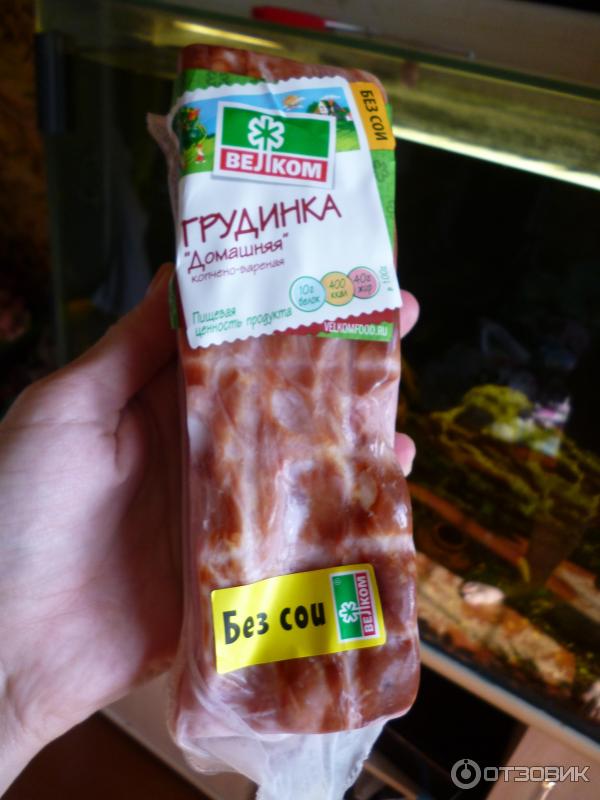 БЕЗ СОИ
ВЕЛКОМ
ГРУДИНКА
"Домашняя"
копчено-вареная
Пищевая
ценность продукта
10г
белок
400
ккал
40г
жир
в 100г
VELKOMFOOD.RU
Без сои
ВЕЛКОМ
ОТЗОВИК